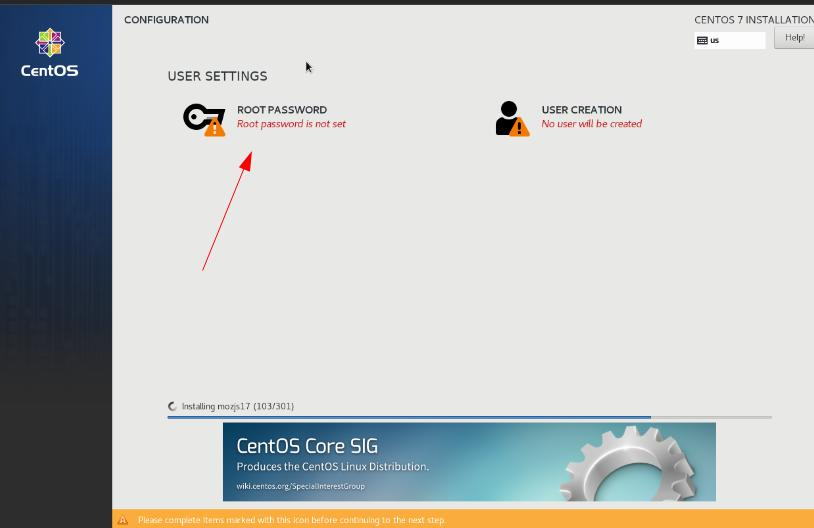 CONFIGURATION
CENTOS 7 INSTALLATION
us
Help!
CentOS
USER SETTINGS
ROOT PASSWORD
Root password is not set
USER CREATION
No user will be created
Installing mozjs17 (103/301)
CentOS Core SIG
Produces the CentOS Linux Distribution.
wiki.centos.org/SpecialInterestGroup
Please complete items marked with this icon before continuing to the next step.